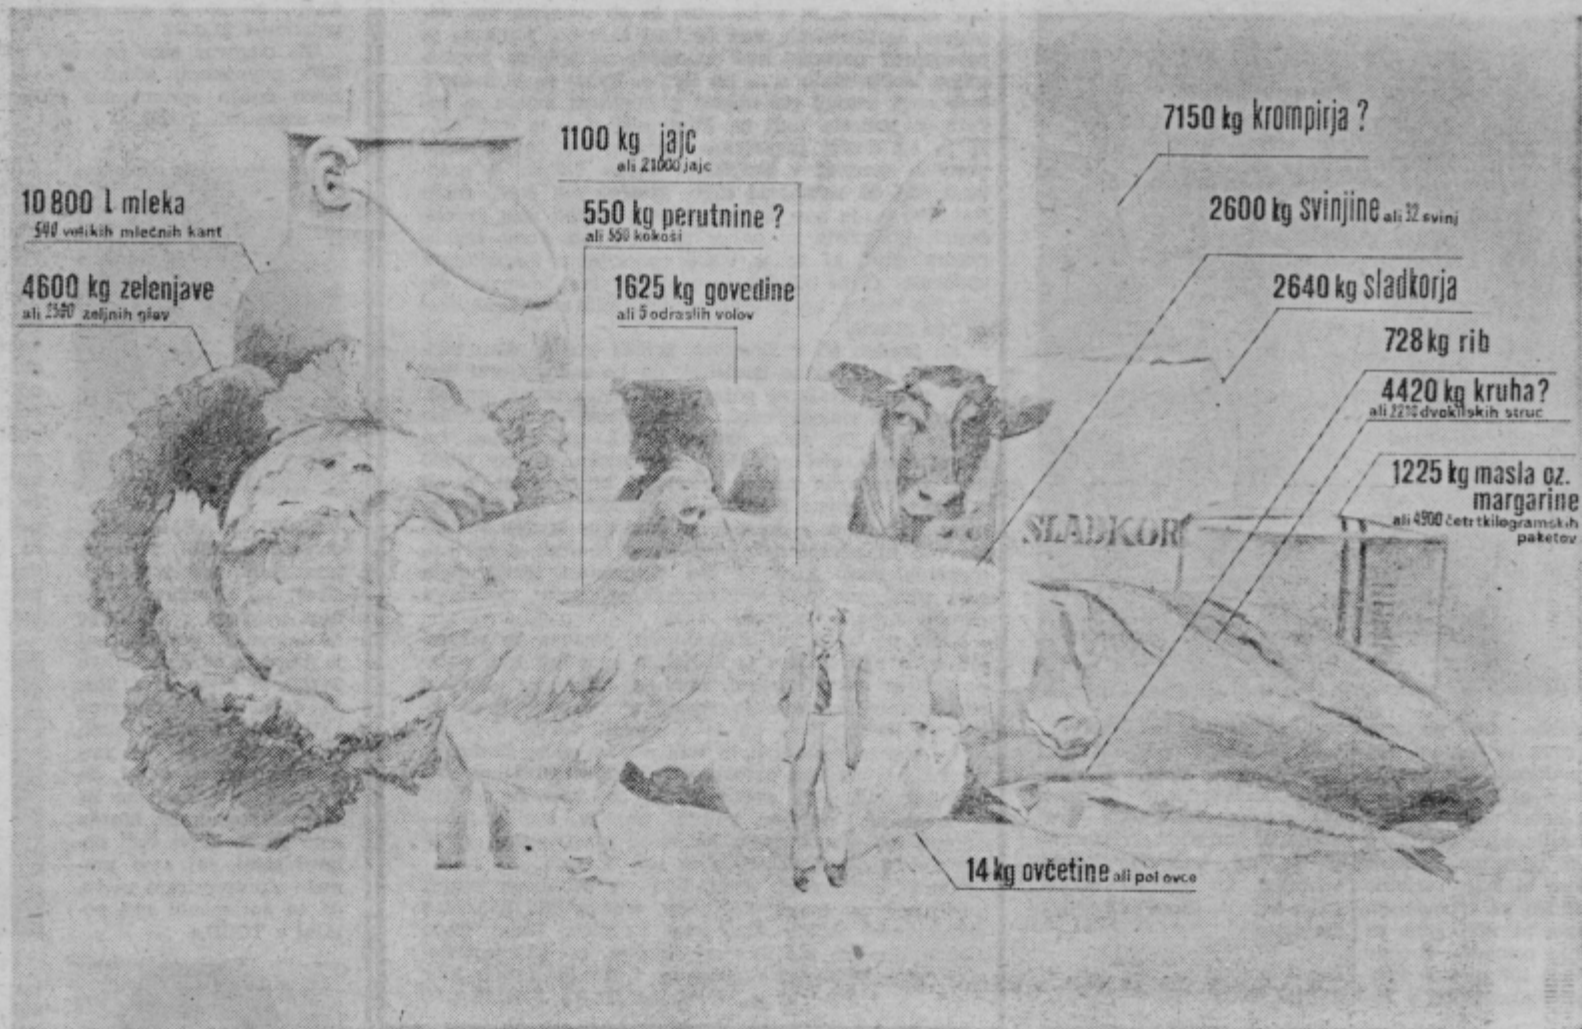 10 800 l mleka
540 velikih mlečnih kant
4600 kg zelenjave
ali zeljnih glav
1100 kg jajc
ali 21000 jajc
550 kg perutnine ?
ali 550 kokoši
1625 kg govedine
ali 5 odraslih volov
7150 kg krompirja ?
2600 kg svinjine ali 32 svinj
2640 kg sladkorja
728 kg rib
4420 kg kruha ?
ali 2210 dvokilskih struc
1225 kg masla oz.
margarine
ali 4900 četrtkilogramskih
paketov
SLADKOR
14 kg ovčetine ali pol ovce